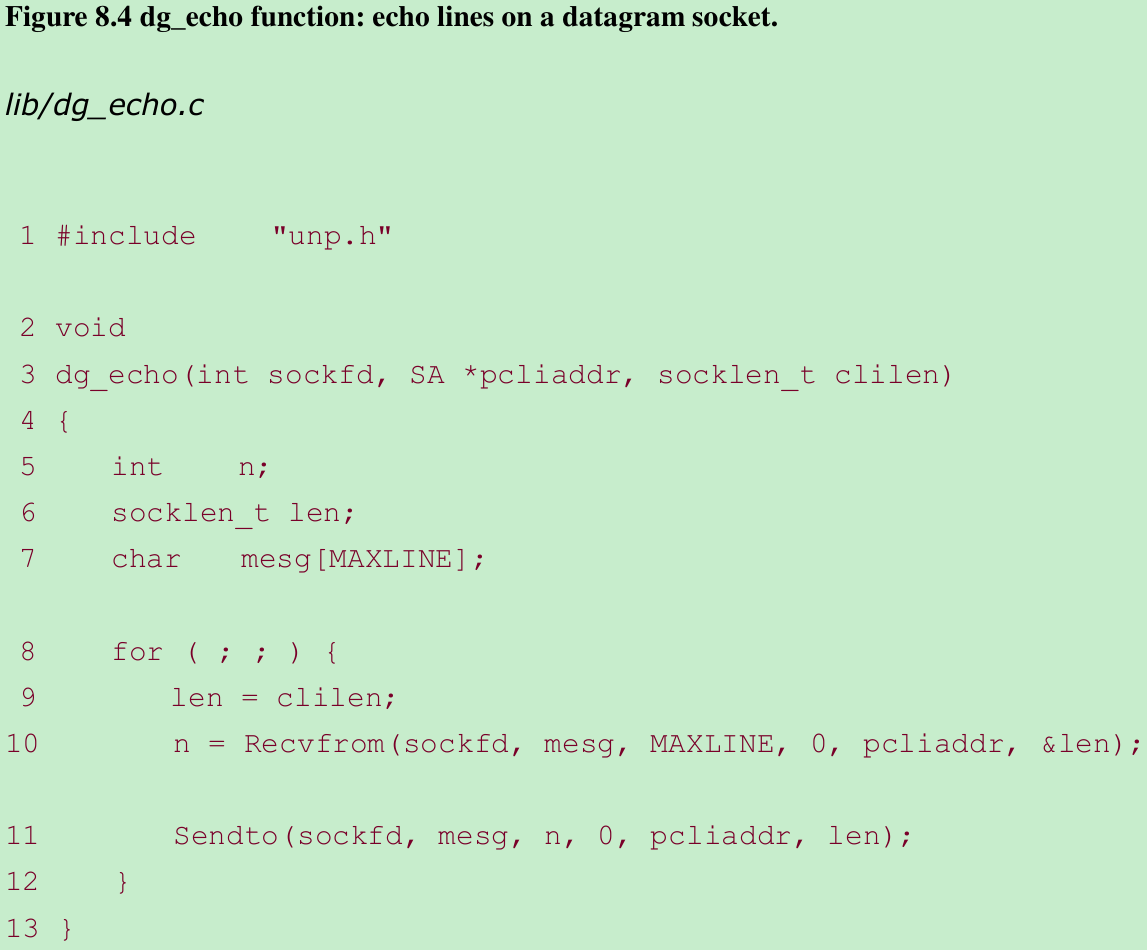 Figure 8.4 dg_echo function: echo lines on a datagram socket.
lib/dg_echo.c
1 #include    "unp.h"
2 void
3 dg_echo(int sockfd, SA *pcliaddr, socklen_t clilen)
4 {
5     int    n;
6     socklen_t len;
7     char   mesg[MAXLINE];
8     for ( ; ; ) {
9         len = clilen;
10         n = Recvfrom(sockfd, mesg, MAXLINE, 0, pcliaddr, &len);
11         Sendto(sockfd, mesg, n, 0, pcliaddr, len);
12     }
13 }